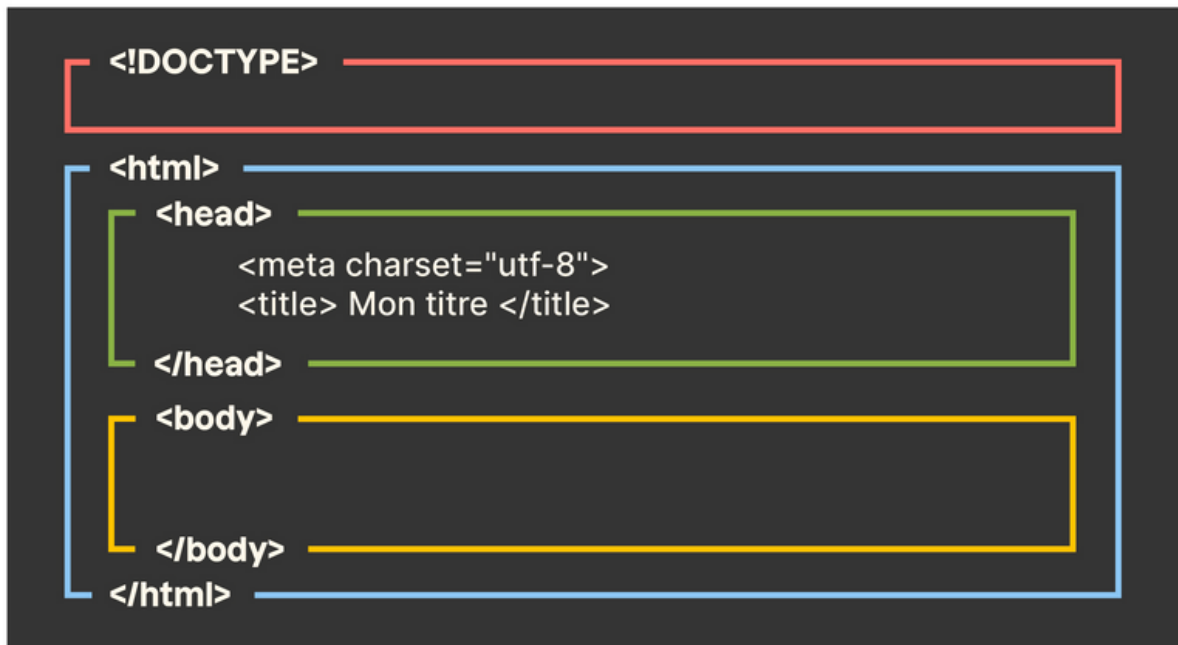 <!DOCTYPE>
<html>
<head>
<meta charset="utf-8">
<title> Mon titre </title>
</head>
<body>
</body>
</html>